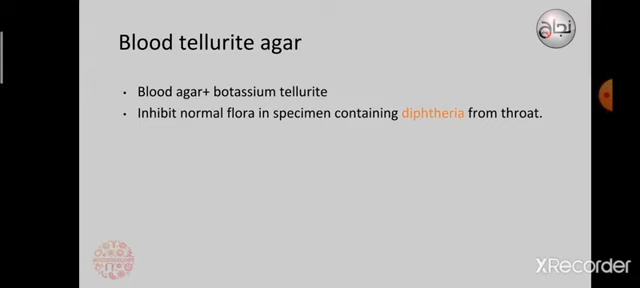 Blood tellurite agar
نجاح
• Blood agar+ botassium tellurite
• Inhibit normal flora in specimen containing diphtheria from throat.
XRecorder